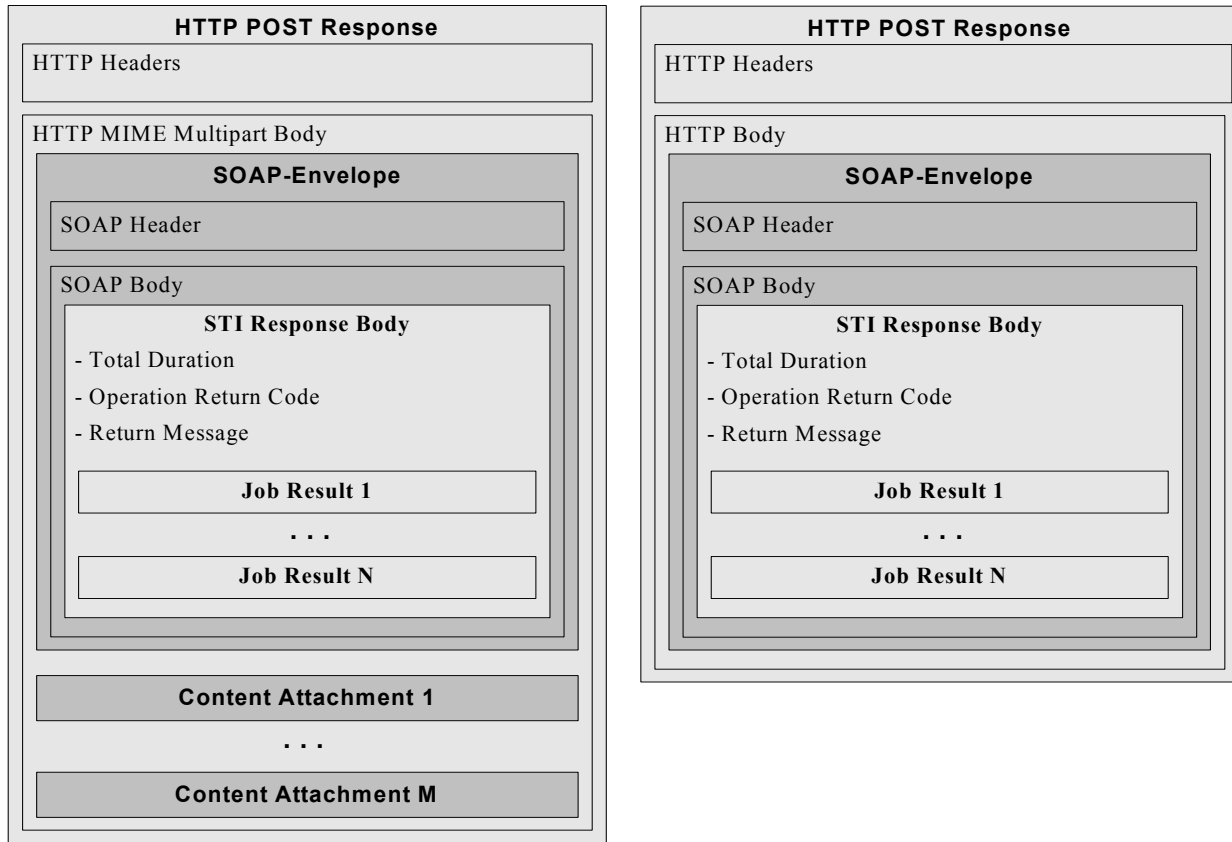 HTTP POST Response
HTTP Headers
HTTP MIME Multipart Body
SOAP-Envelope
SOAP Header
SOAP Body
STI Response Body
- Total Duration
- Operation Return Code
- Return Message
Job Result 1
. . .
Job Result N
Content Attachment 1
. . .
Content Attachment M
HTTP POST Response
HTTP Headers
HTTP Body
SOAP-Envelope
SOAP Header
SOAP Body
STI Response Body
- Total Duration
- Operation Return Code
- Return Message
Job Result 1
. . .
Job Result N